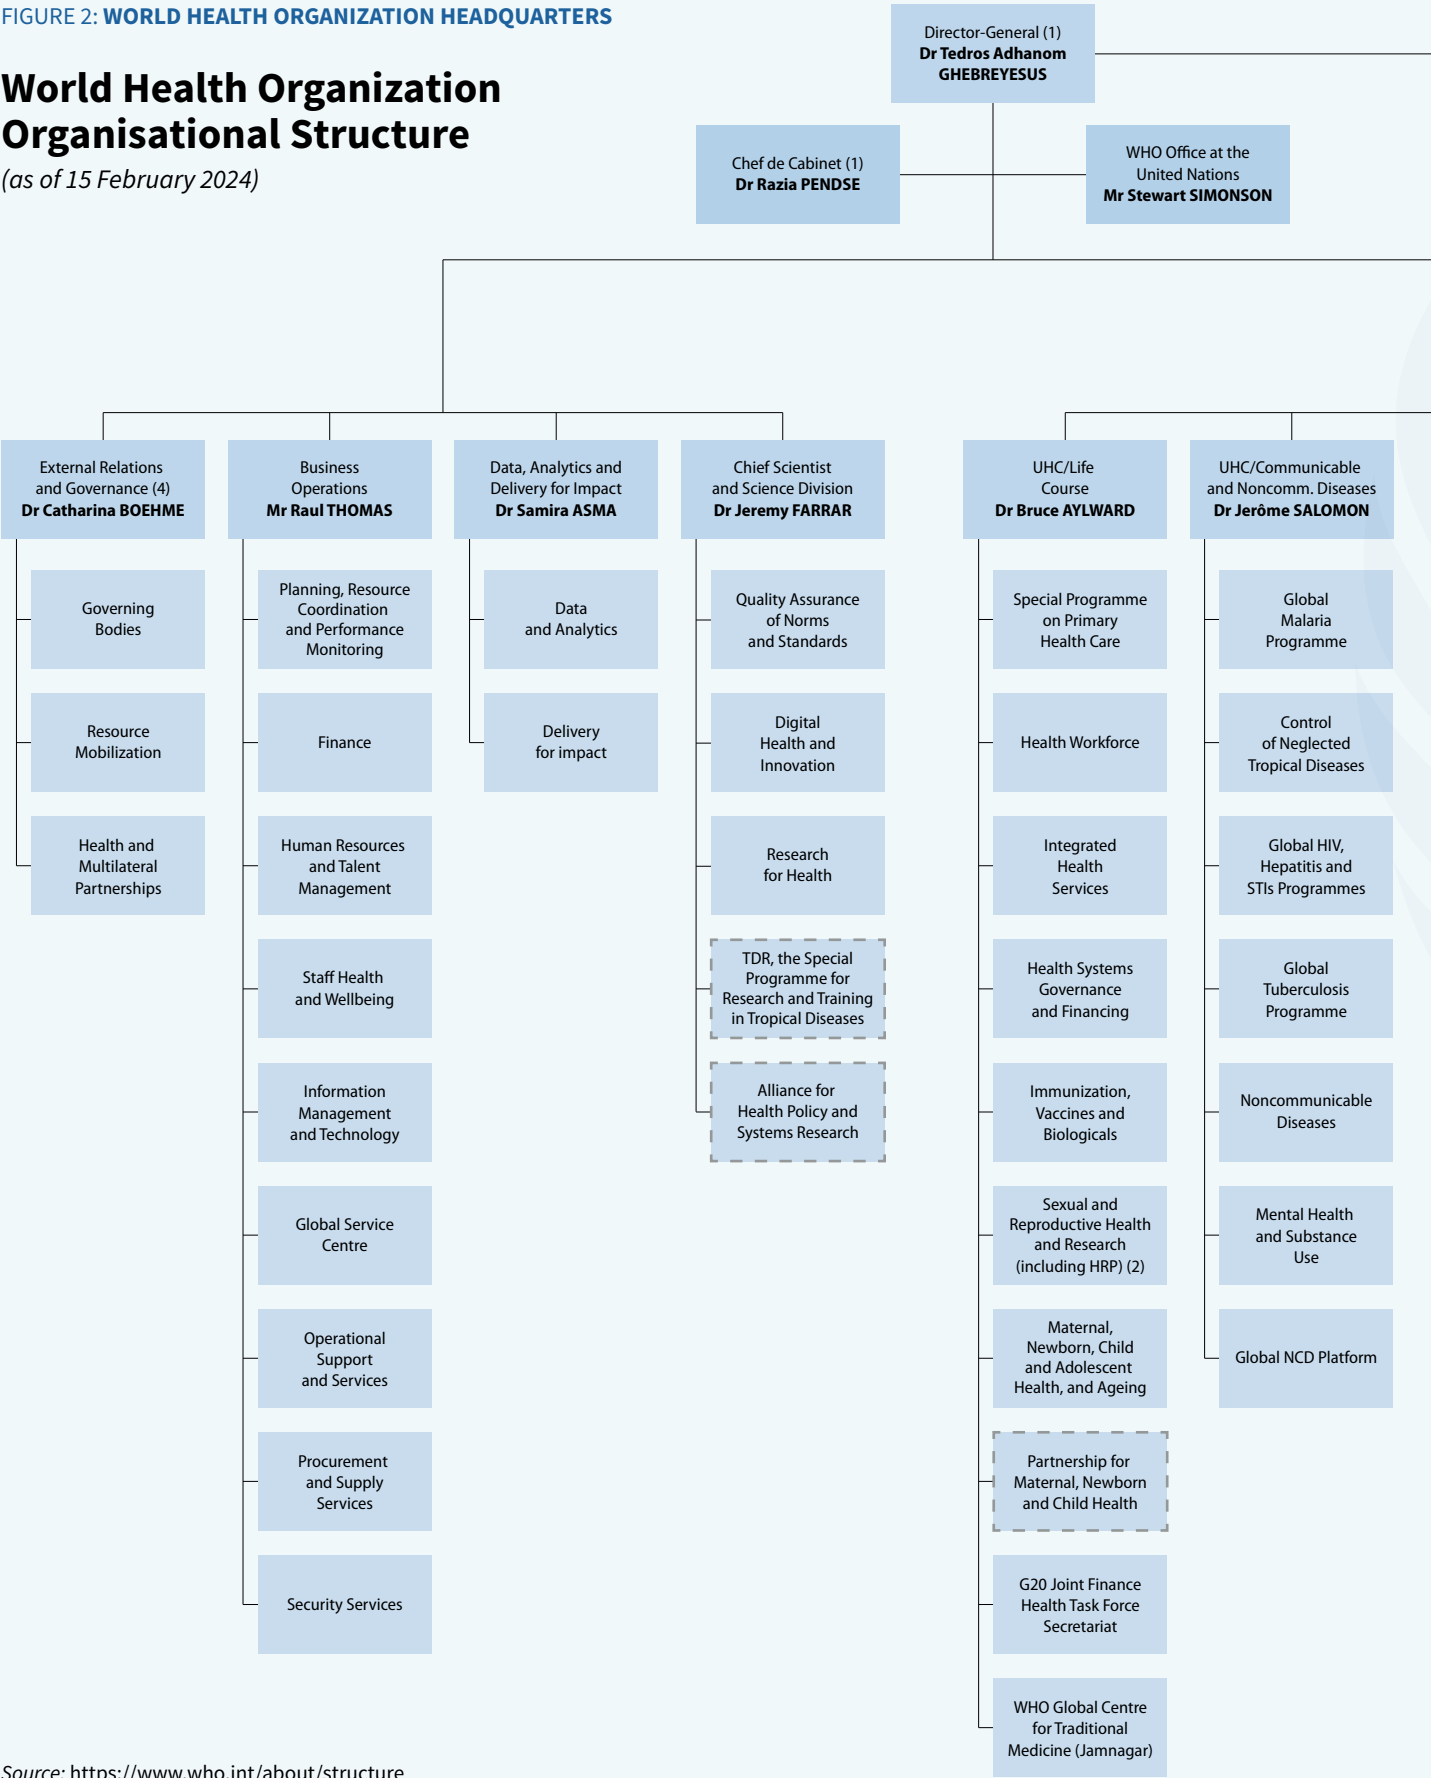 FIGURE 2: WORLD HEALTH ORGANIZATION HEADQUARTERS
World Health Organization
Organisational Structure
(as of 15 February 2024)
Director-General (1)
Dr Tedros Adhanom
GHEBREYESUS
Chef de Cabinet (1)
Dr Razia PENDSE
WHO Office at the
United Nations
Mr Stewart SIMONSON
External Relations
and Governance (4)
Dr Catharina BOEHME
Governing
Bodies
Resource
Mobilization
Health and
Multilateral
Partnerships
Business
Operations
Mr Raul THOMAS
Planning, Resource
Coordination
and Performance
Monitoring
Finance
Human Resources
and Talent
Management
Staff Health
and Wellbeing
Information
Management
and Technology
Global Service
Centre
Operational
Support
and Services
Procurement
and Supply
Services
Security Services
Data, Analytics and
Delivery for Impact
Dr Samira ASMA
Data
and Analytics
Delivery
for impact
Chief Scientist
and Science Division
Dr Jeremy FARRAR
Quality Assurance
of Norms
and Standards
Digital
Health and
Innovation
Research
for Health
TDR, the Special
Programme for
Research and Training
in Tropical Diseases
Alliance for
Health Policy and
Systems Research
UHC/Life
Course
Dr Bruce AYLWARD
Special Programme
on Primary
Health Care
Health Workforce
Integrated
Health
Services
Health Systems
Governance
and Financing
Immunization,
Vaccines and
Biologicals
Sexual and
Reproductive Health
and Research
(including HRP) (2)
Maternal,
Newborn, Child
and Adolescent
Health, and Ageing
Partnership for
Maternal, Newborn
and Child Health
G20 Joint Finance
Health Task Force
Secretariat
WHO Global Centre
for Traditional
Medicine (Jamnagar)
UHC/Communicable
and Noncomm. Diseases
Dr Jerôme SALOMON
Global
Malaria
Programme
Control
of Neglected
Tropical Diseases
Global HIV,
Hepatitis and
STIs Programmes
Global
Tuberculosis
Programme
Noncommunicable
Diseases
Mental Health
and Substance
Use
Global NCD Platform
Source: https://www.who.int/about/structure